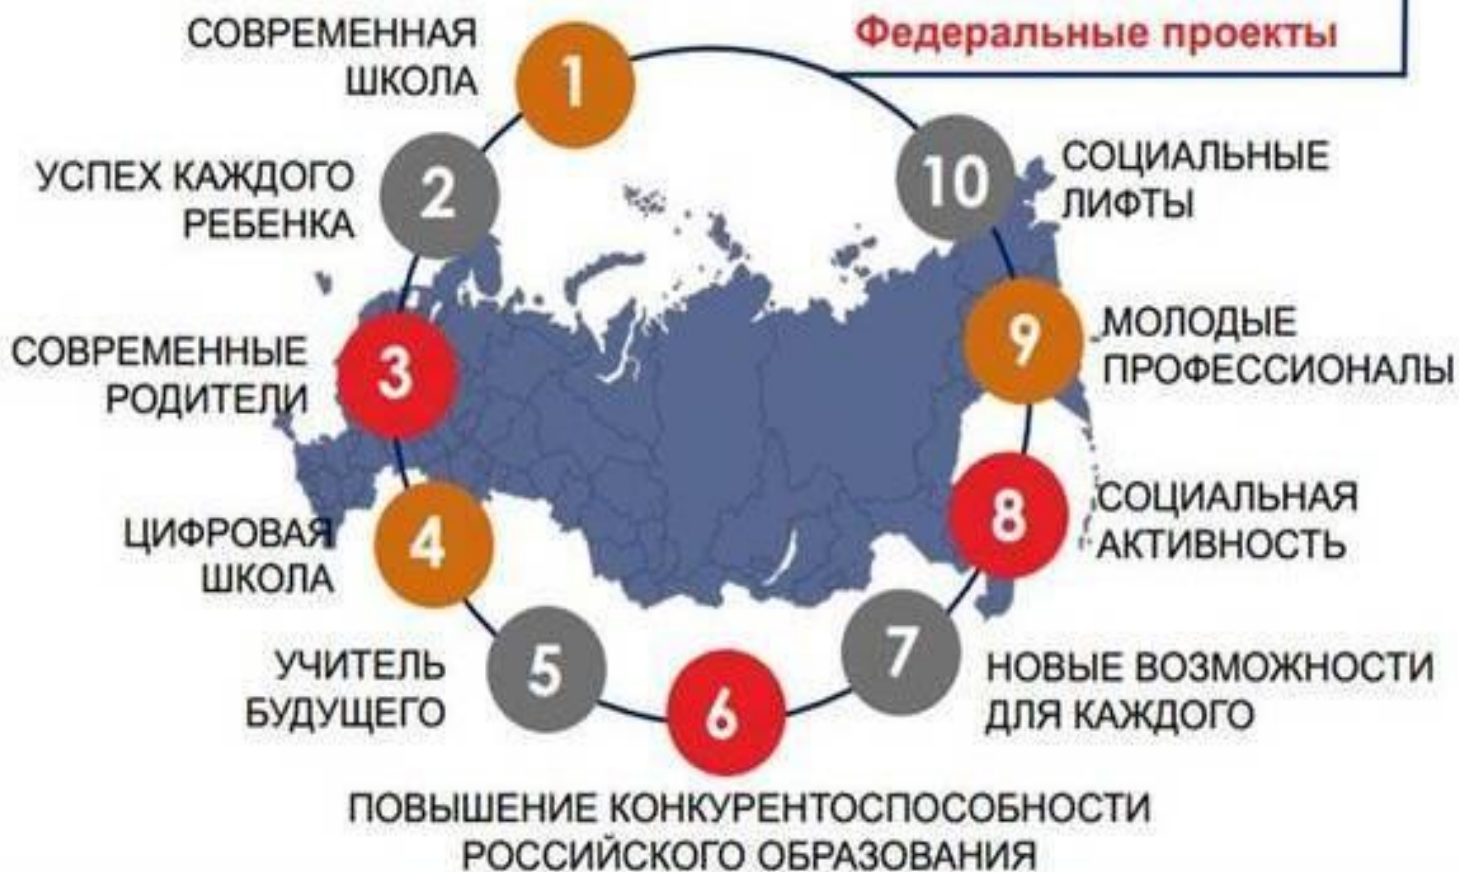 Федеральные проекты
1
СОВРЕМЕННАЯ
ШКОЛА
2
УСПЕХ КАЖДОГО
РЕБЕНКА
3
СОВРЕМЕННЫЕ
РОДИТЕЛИ
4
ЦИФРОВАЯ
ШКОЛА
5
УЧИТЕЛЬ
БУДУЩЕГО
6
ПОВЫШЕНИЕ КОНКУРЕНТОСПОСОБНОСТИ
РОССИЙСКОГО ОБРАЗОВАНИЯ
7
НОВЫЕ ВОЗМОЖНОСТИ
ДЛЯ КАЖДОГО
8
СОЦИАЛЬНАЯ
АКТИВНОСТЬ
9
МОЛОДЫЕ
ПРОФЕССИОНАЛЫ
10
СОЦИАЛЬНЫЕ
ЛИФТЫ